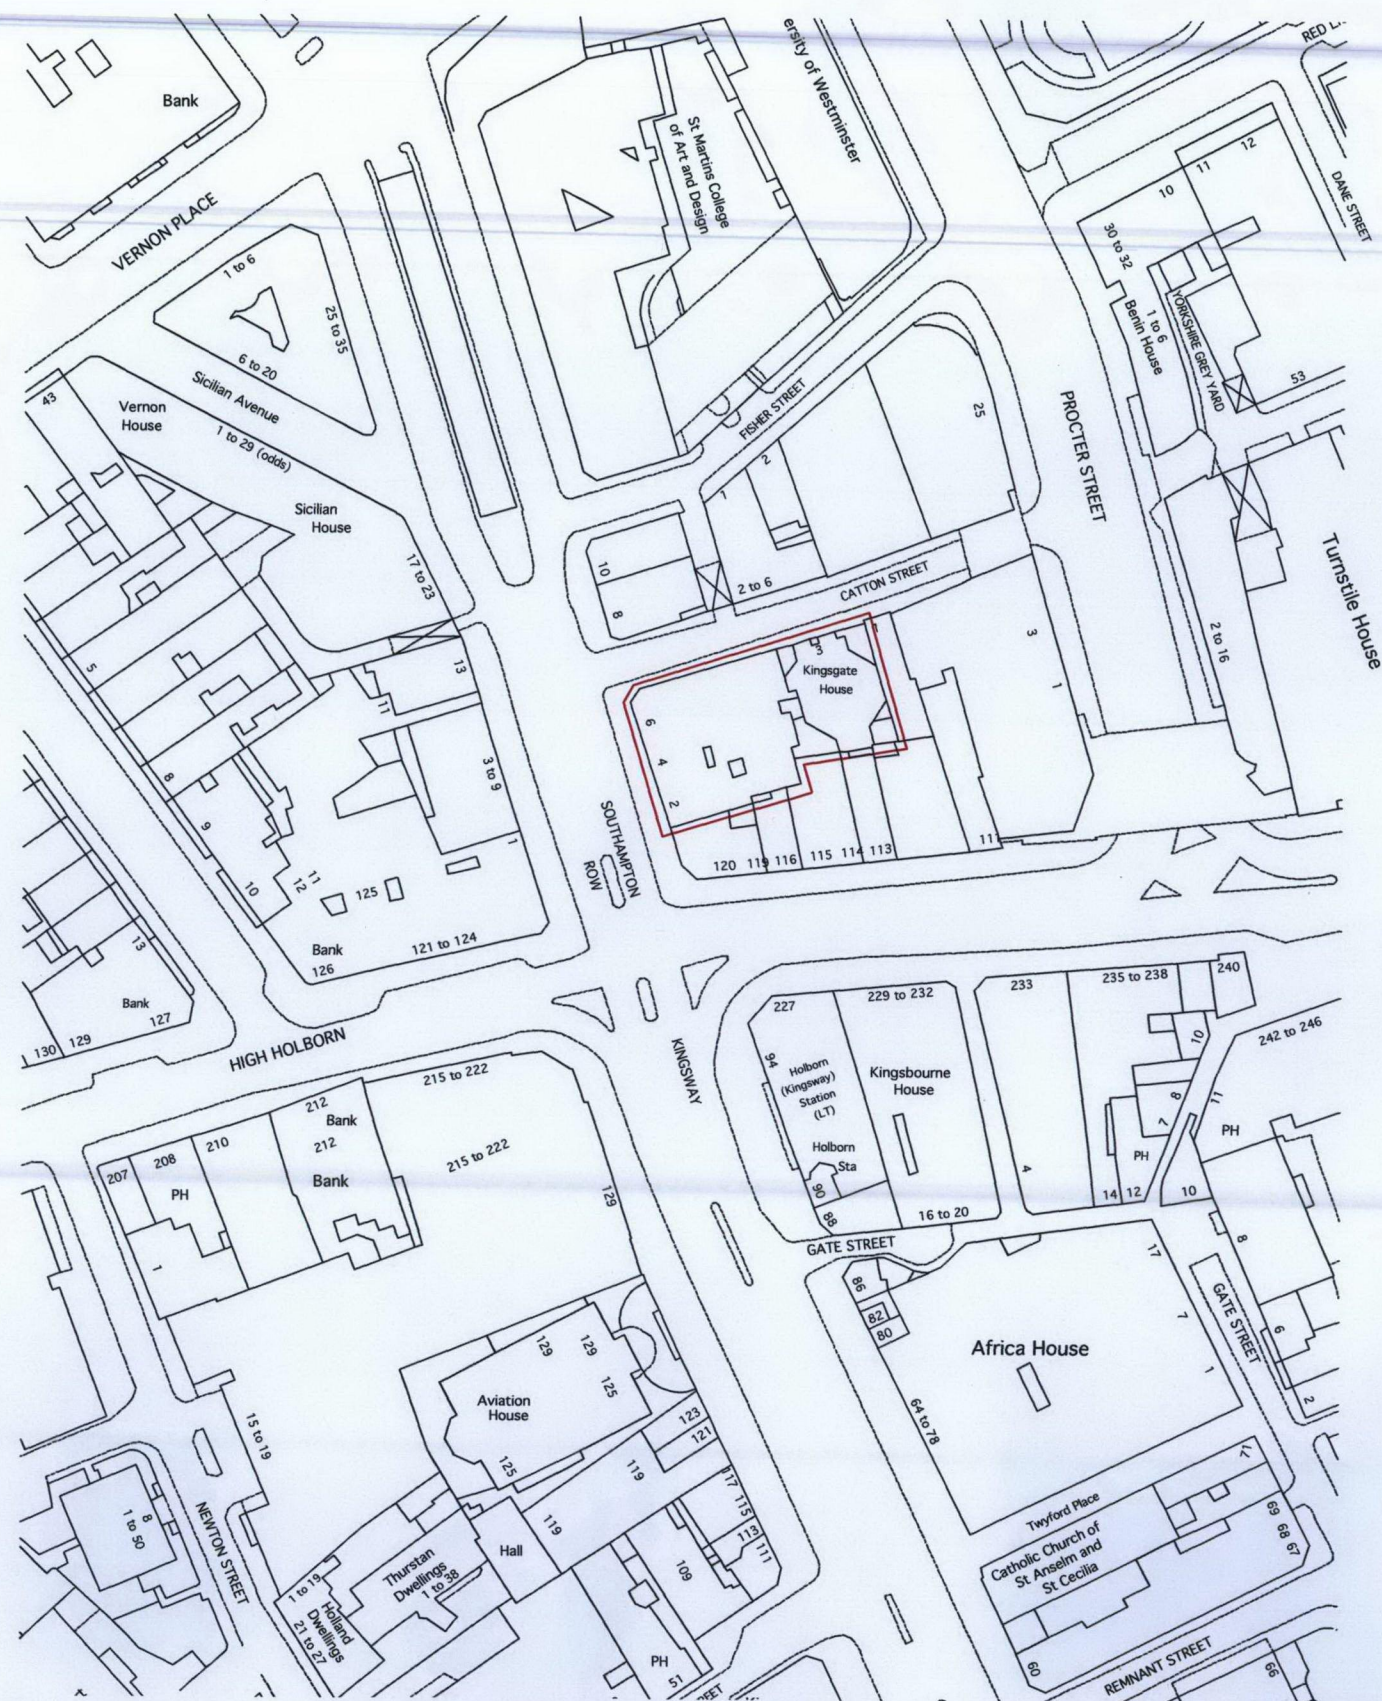 RED L
ersity of Westminster
Bank
St Martins College
of Art and Design
12
11
10
DANE STREET
VERNON PLACE
30 to 32
1 to 6
25 to 35
6 to 20
Sicilian Avenue
1 to 6
Benin House
YORKSHIRE GREY YARD
53
43
Vernon
House
1 to 29 (odds)
FISHER STREET
25
PROCTER STREET
2
1
Sicilian
House
17 to 23
10
8
2 to 6
CATTON STREET
Turnstile House
2 to 16
3
1
5
13
11
3
Kingsgate
House
6
4
2
8
9
10
3 to 9
1
SOUTHAMPTON
ROW
11
12
125
120
119
116
115
114
113
111
Bank
126
121 to 124
13
Bank
127
129
130
HIGH HOLBORN
KINGSWAY
227
229 to 232
233
235 to 238
240
242 to 246
94
Holborn
(Kingsway)
Station
(LT)
Kingsbourne
House
10
8
7
11
PH
PH
Holborn
Sta
90
88
16 to 20
4
14
12
10
215 to 222
212
Bank
212
Bank
215 to 222
210
208
207
PH
1
129
GATE STREET
17
8
86
82
80
Africa House
7
1
GATE STREET
6
2
129
129
125
Aviation
House
125
64 to 78
15 to 19
123
121
119
117
115
113
111
119
77
Twyford Place
69
68
67
Catholic Church of
St Anselm and
St Cecilia
8
1 to 50
NEWTON STREET
Hall
Thurstan
Dwellings
1 to 38
109
1 to 19
Holland
Dwellings
21 to 27
PH
51
EET
60
REMNANT STREET
66